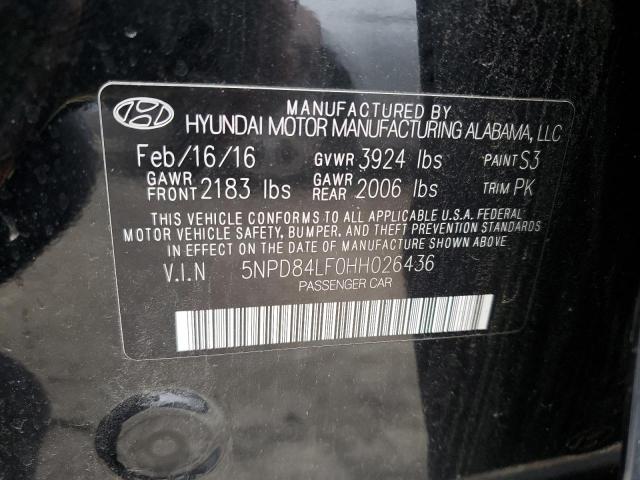 MANUFACTURED BY
HYUNDAI MOTOR MANUFACTURING ALABAMA, LLC
Feb/16/16 GVWR 3924 lbs PAINT S3
GAWR FRONT 2183 lbs GAWR REAR 2006 lbs TRIM PK
THIS VEHICLE CONFORMS TO ALL APPLICABLE U.S.A. FEDERAL
MOTOR VEHICLE SAFETY, BUMPER, AND THEFT PREVENTION STANDARDS
IN EFFECT ON THE DATE OF MANUFACTURE SHOWN ABOVE
V.I.N 5NPD84LF0HH026436
PASSENGER CAR